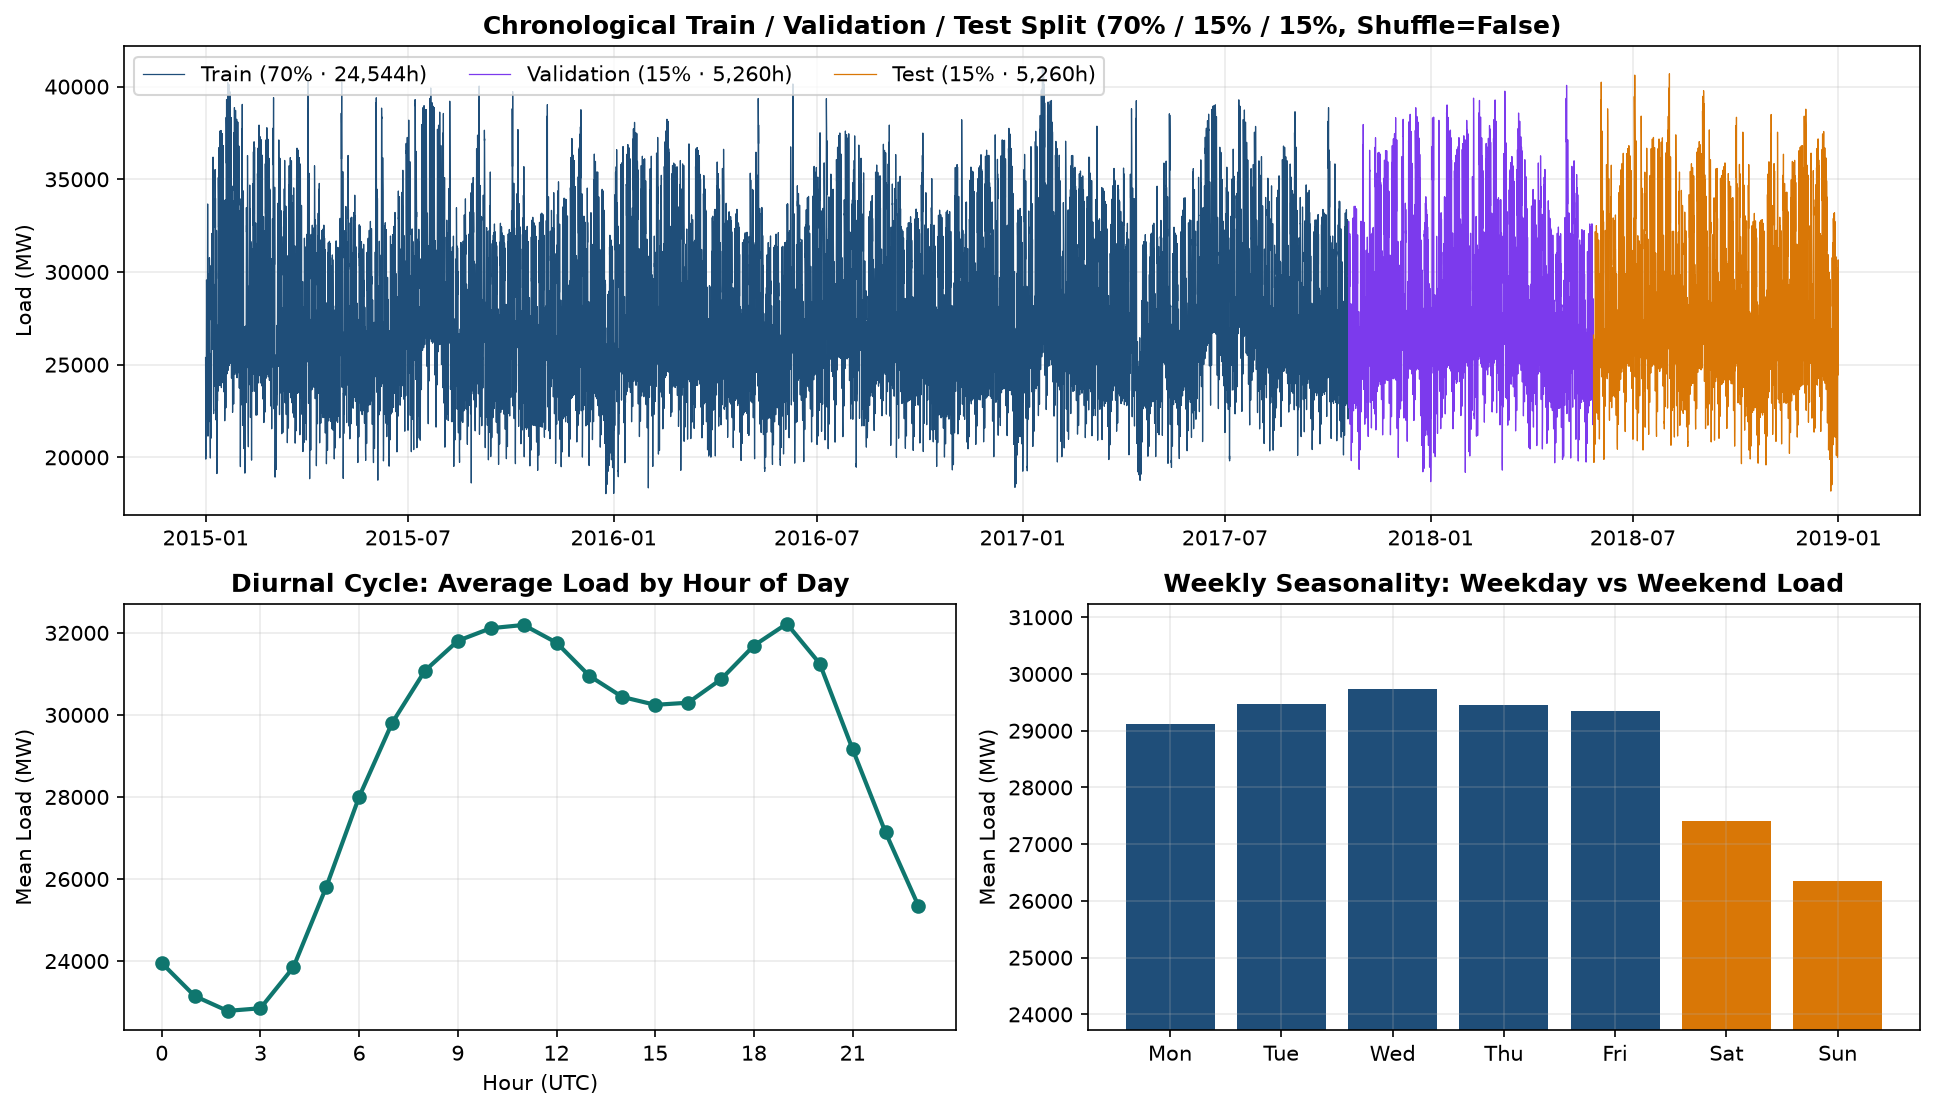 Chronological Train / Validation / Test Split (70% / 15% / 15%, Shuffle=False)
Train (70% · 24,544h)
Validation (15% · 5,260h)
Test (15% · 5,260h)
Load (MW)
40000
35000
30000
25000
20000
2015-01
2015-07
2016-01
2016-07
2017-01
2017-07
2018-01
2018-07
2019-01
Diurnal Cycle: Average Load by Hour of Day
Mean Load (MW)
32000
30000
28000
26000
24000
0
3
6
9
12
15
18
21
Hour (UTC)
Weekly Seasonality: Weekday vs Weekend Load
Mean Load (MW)
31000
30000
29000
28000
27000
26000
25000
24000
Mon
Tue
Wed
Thu
Fri
Sat
Sun